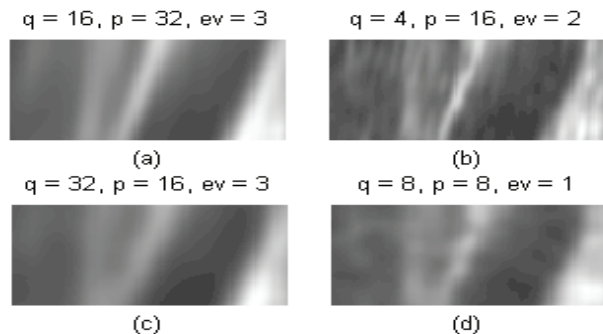 q = 16, p = 32, ev = 3
q = 4, p = 16, ev = 2
(a)
(b)
q = 32, p = 16, ev = 3
q = 8, p = 8, ev = 1
(c)
(d)